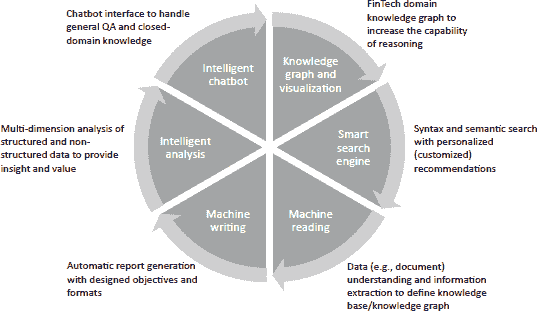 Chatbot interface to handle
general QA and closed-
domain knowledge
FinTech domain
knowledge graph to
increase the capability
of reasoning
Intelligent
chatbot
Knowledge
graph and
visualization
Multi-dimension analysis of
structured and non-
structured data to provide
insight and value
Intelligent
analysis
Smart
search
engine
Syntax and semantic search
with personalized
(customized)
recommendations
Machine
writing
Machine
reading
Automatic report generation
with designed objectives and
formats
Data (e.g., document)
understanding and information
extraction to define knowledge
base/knowledge graph